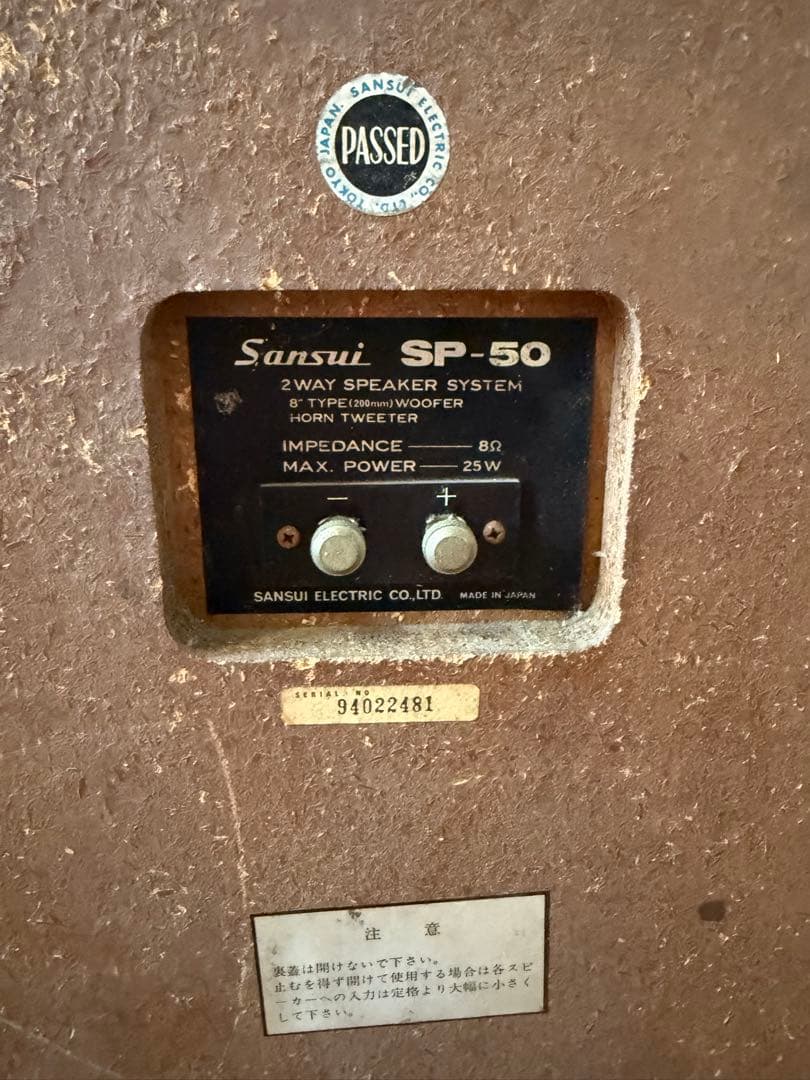 SANSUI ELECTRIC CO., LTD. TOKYO JAPAN.
PASSED
Sansui SP-50
2WAY SPEAKER SYSTEM
8" TYPE(200mm)WOOFER
HORN TWEETER
IMPEDANCE 8Ω
MAX. POWER 25W
− +
SANSUI ELECTRIC CO.,LTD. MADE IN JAPAN
SERIAL NO
94022481
注 意
裏蓋は開けないで下さい。
止むを得ず開けて使用する場合は各スピ
ーカーへの入力は定格より大幅に小さく
して下さい。